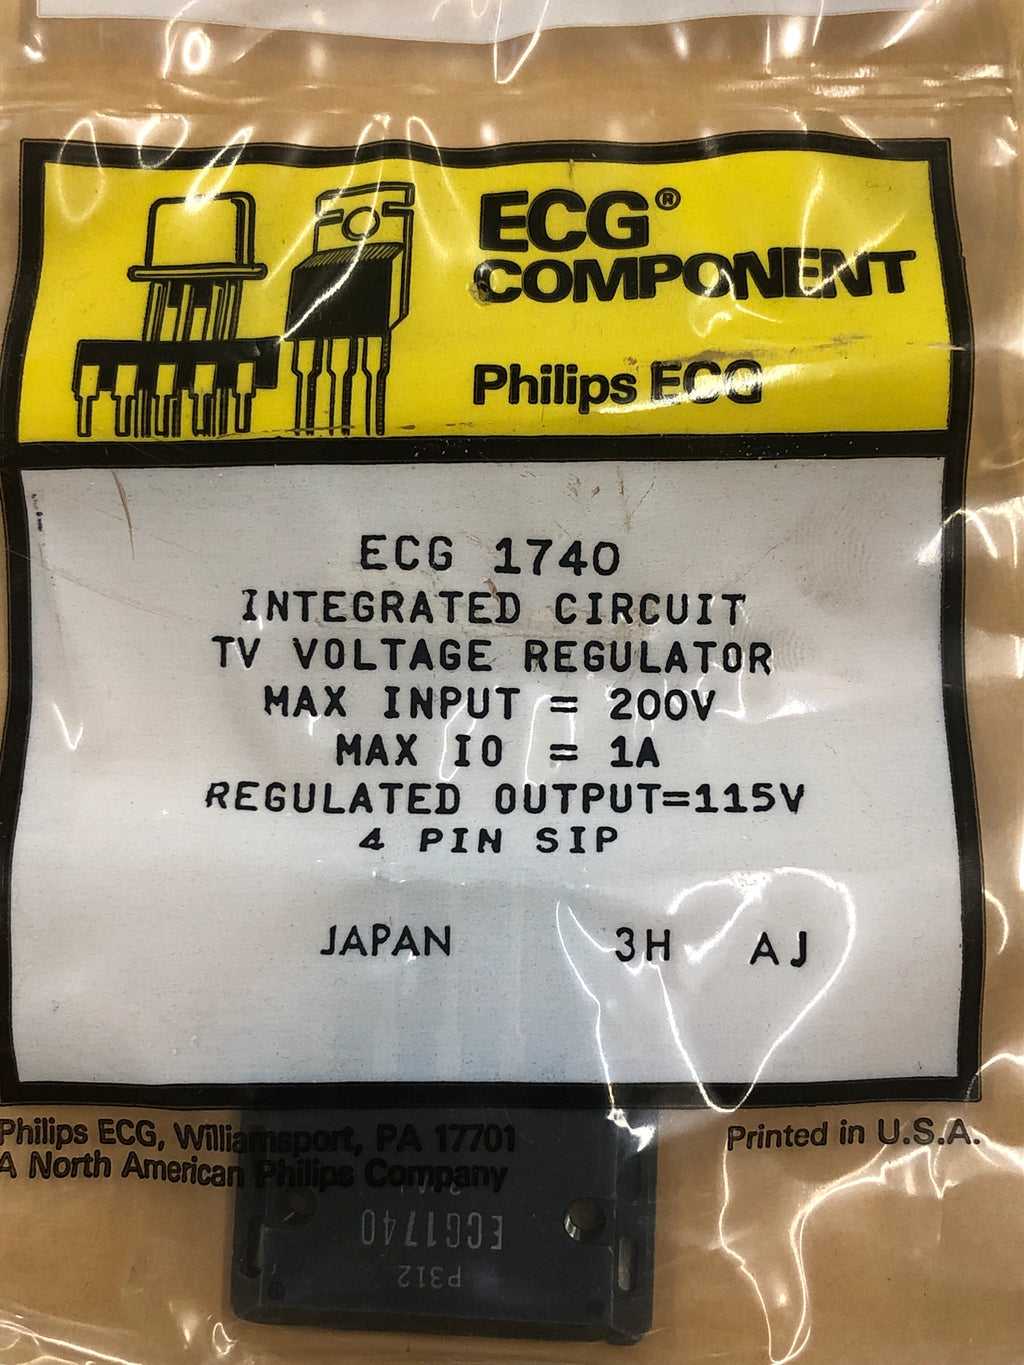 ECG®
COMPONENT
Philips ECG
ECG 1740
INTEGRATED CIRCUIT
TV VOLTAGE REGULATOR
MAX INPUT = 200V
MAX IO = 1A
REGULATED OUTPUT=115V
4 PIN SIP
JAPAN 3H AJ
Philips ECG, Williamsport, PA 17701
A North American Philips Company
Printed in U.S.A.
ECG1740
P312